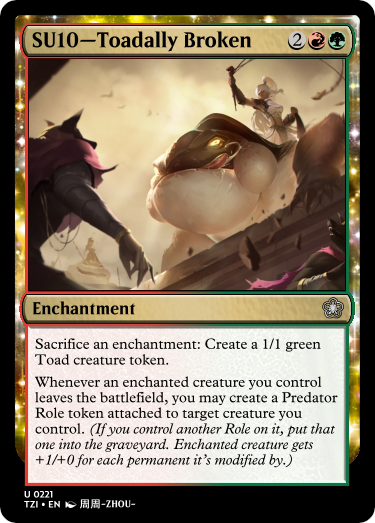 SU10—Toadally Broken 2
Enchantment
Sacrifice an enchantment: Create a 1/1 green
Toad creature token.
Whenever an enchanted creature you control
leaves the battlefield, you may create a Predator
Role token attached to target creature you
control. (If you control another Role on it, put that
one into the graveyard. Enchanted creature gets
+1/+0 for each permanent it's modified by.)
U 0221
TZI • EN 周周-ZHOU-